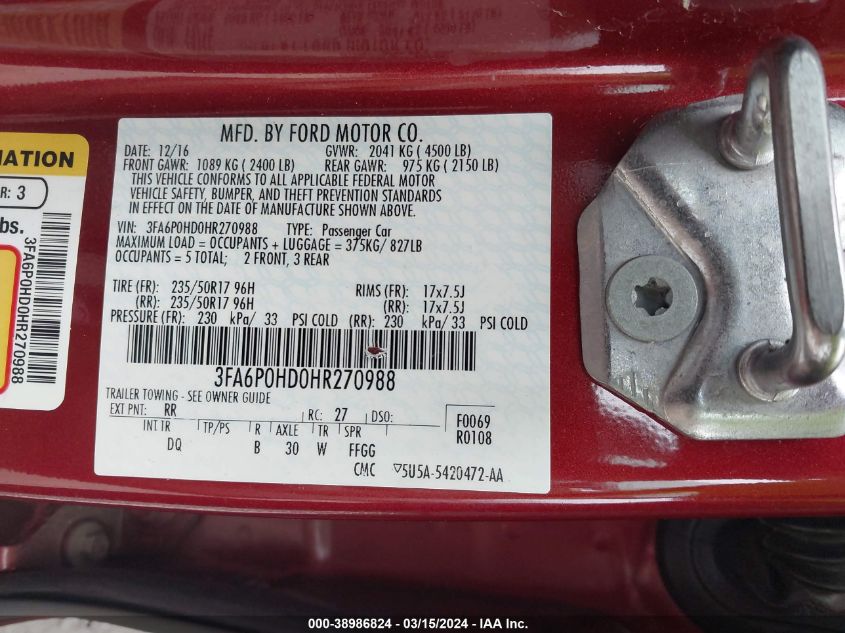 MFD. BY FORD MOTOR CO.
DATE: 12/16 GVWR: 2041 KG ( 4500 LB)
FRONT GAWR: 1089 KG ( 2400 LB) REAR GAWR: 975 KG ( 2150 LB)
THIS VEHICLE CONFORMS TO ALL APPLICABLE FEDERAL MOTOR
VEHICLE SAFETY, BUMPER, AND THEFT PREVENTION STANDARDS
IN EFFECT ON THE DATE OF MANUFACTURE SHOWN ABOVE.
VIN: 3FA6P0HD0HR270988 TYPE: Passenger Car
MAXIMUM LOAD = OCCUPANTS + LUGGAGE = 375KG/ 827LB
OCCUPANTS = 5 TOTAL; 2 FRONT, 3 REAR
TIRE (FR): 235/50R17 96H RIMS (FR): 17x7.5J
(RR): 235/50R17 96H (RR): 17x7.5J
PRESSURE (FR): 230 kPa/ 33 PSI COLD (RR): 230 kPa/ 33 PSI COLD
3FA6P0HD0HR270988
TRAILER TOWING - SEE OWNER GUIDE
EXT PNT: RR RC: 27 DSO: F0069
INT IR TP/PS R AXLE TR SPR R0108
DQ B 30 W FFGG
CMC ▽5U5A-5420472-AA
MATION
R: 3
bs.
3FA6P0HD0HR270988
000-38986824 - 03/15/2024 - IAA Inc.